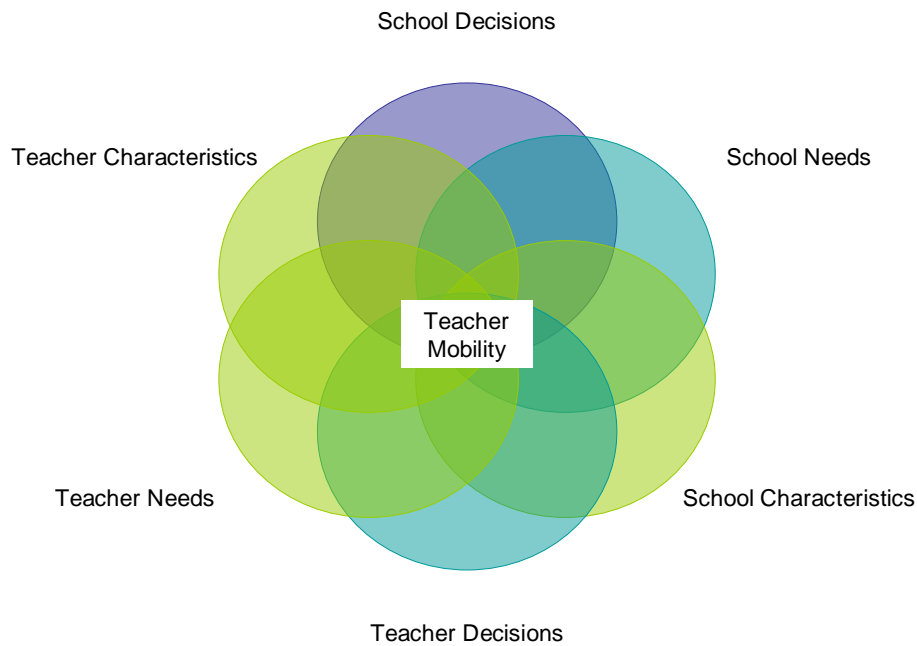 School Decisions
Teacher Characteristics
School Needs
Teacher
Mobility
Teacher Needs
School Characteristics
Teacher Decisions